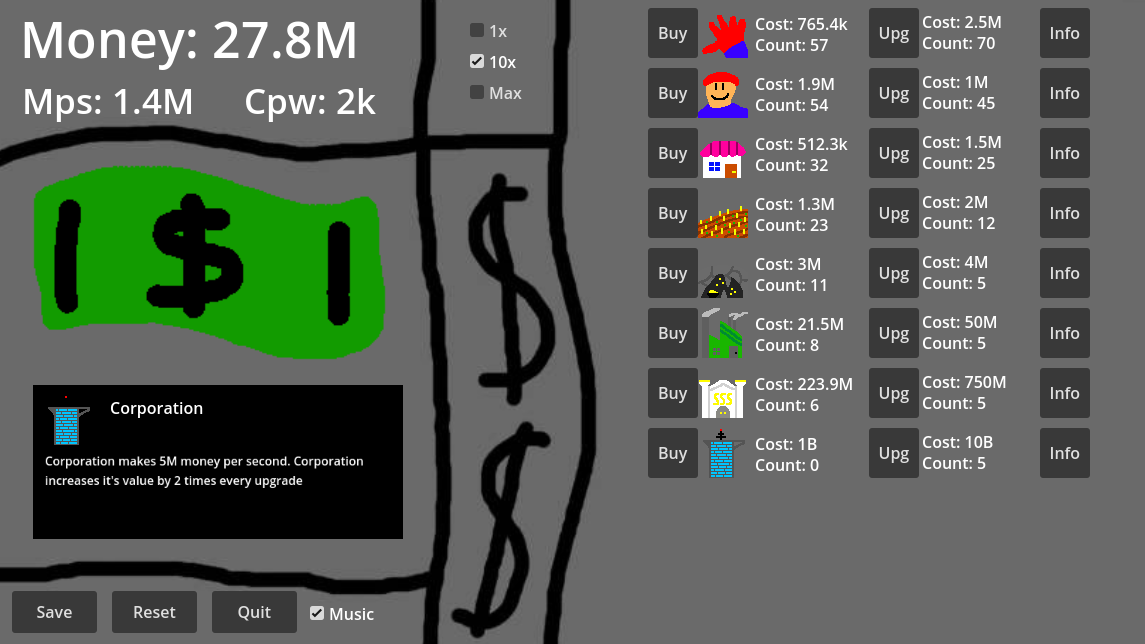 Money: 27.8M
Mps: 1.4M Cpw: 2k
1x
10x
Max
1 $ 1
$
$
Corporation
Corporation makes 5M money per second. Corporation
increases it's value by 2 times every upgrade
Save Reset Quit Music
Buy Cost: 765.4k Upg Cost: 2.5M Info
Count: 57 Count: 70
Buy Cost: 1.9M Upg Cost: 1M Info
Count: 54 Count: 45
Buy Cost: 512.3k Upg Cost: 1.5M Info
Count: 32 Count: 25
Buy Cost: 1.3M Upg Cost: 2M Info
Count: 23 Count: 12
Buy Cost: 3M Upg Cost: 4M Info
Count: 11 Count: 5
Buy Cost: 21.5M Upg Cost: 50M Info
Count: 8 Count: 5
Buy $$$ Cost: 223.9M Upg Cost: 750M Info
Count: 6 Count: 5
Buy Cost: 1B Upg Cost: 10B Info
Count: 0 Count: 5